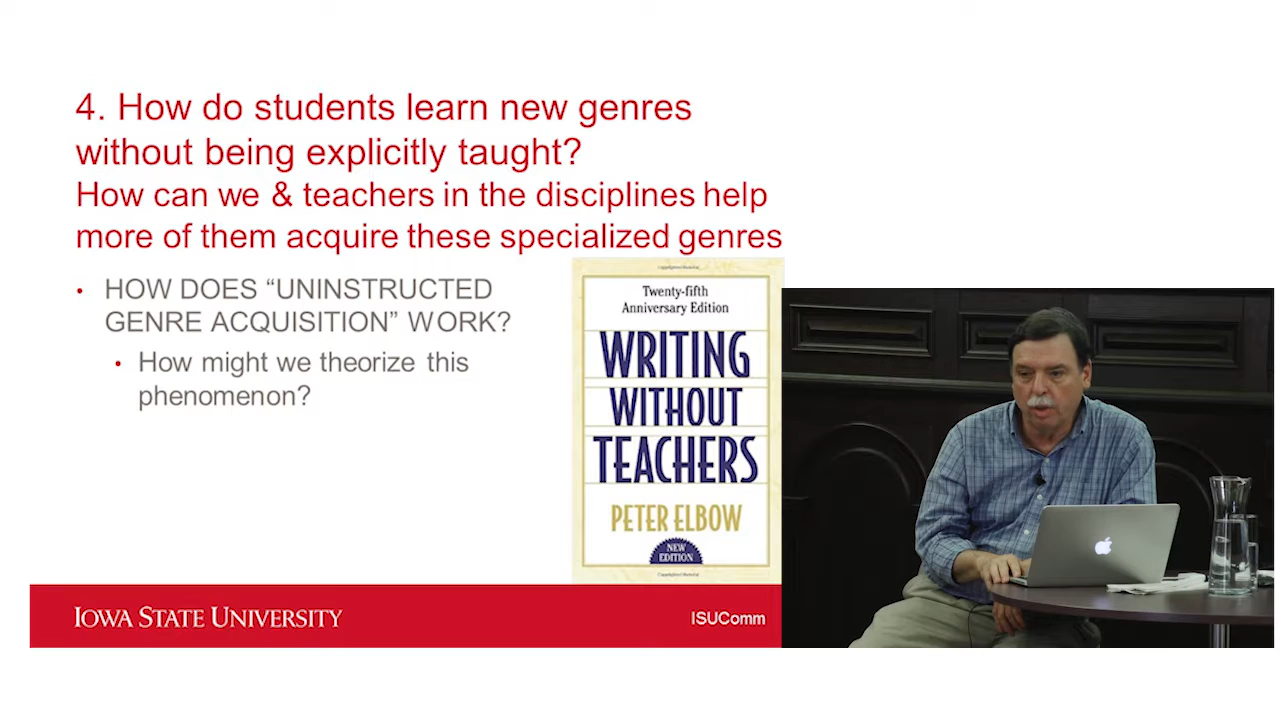 4. How do students learn new genres
without being explicitly taught?
How can we & teachers in the disciplines help
more of them acquire these specialized genres
• HOW DOES “UNINSTRUCTED
GENRE ACQUISITION” WORK?
• How might we theorize this
phenomenon?
Twenty-fifth
Anniversary Edition
WRITING
WITHOUT
TEACHERS
PETER ELBOW
NEW
EDITION
IOWA STATE UNIVERSITY
ISUComm